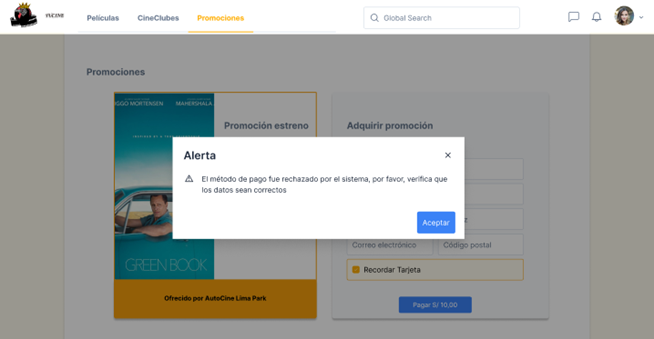 YUCINE
Películas
CineClubes
Promociones
Global Search
Promociones
IGGO MORTENSEN
MAHERSHALA
Promoción estreno
Adquirir promoción
Alerta
El método de pago fue rechazado por el sistema, por favor, verifica que
los datos sean correctos
Aceptar
Correo electrónico
Código postal
GREEN BOOK
Recordar Tarjeta
Ofrecido por AutoCine Lima Park
Pagar S/ 10,00